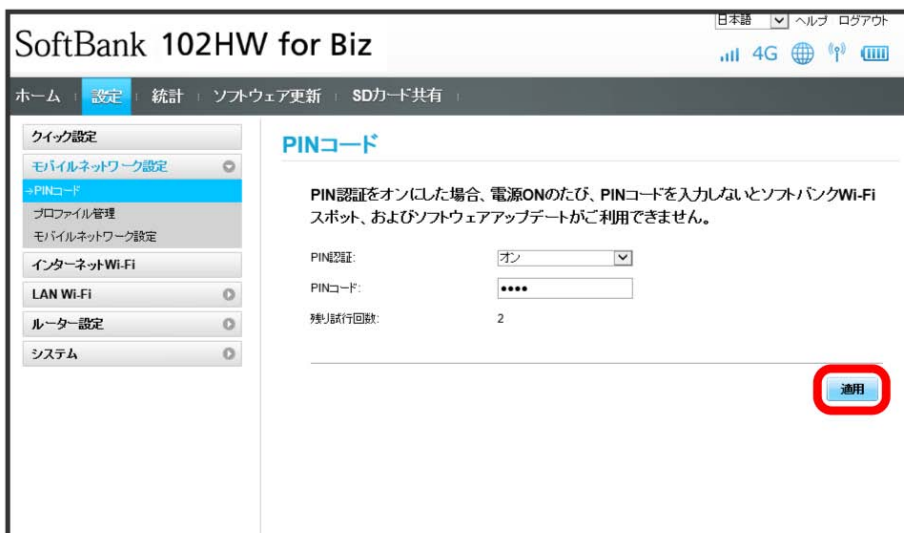 日本語 ヘルプ ログアウト
SoftBank 102HW for Biz
4G
ホーム 設定 統計 ソフトウェア更新 SDカード共有
クイック設定
モバイルネットワーク設定
→PINコード
プロファイル管理
モバイルネットワーク設定
インターネットWi-Fi
LAN Wi-Fi
ルーター設定
システム
PINコード
PIN認証をオンにした場合、電源ONのたび、PINコードを入力しないとソフトバンクWi-Fi
スポット、およびソフトウェアアップデートがご利用できません。
PIN認証: オン
PINコード: ••••
残り試行回数: 2
適用